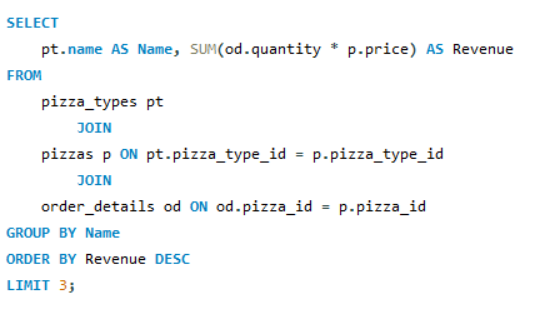 SELECT
pt.name AS Name, SUM(od.quantity * p.price) AS Revenue
FROM
pizza_types pt
JOIN
pizzas p ON pt.pizza_type_id = p.pizza_type_id
JOIN
order_details od ON od.pizza_id = p.pizza_id
GROUP BY Name
ORDER BY Revenue DESC
LIMIT 3;